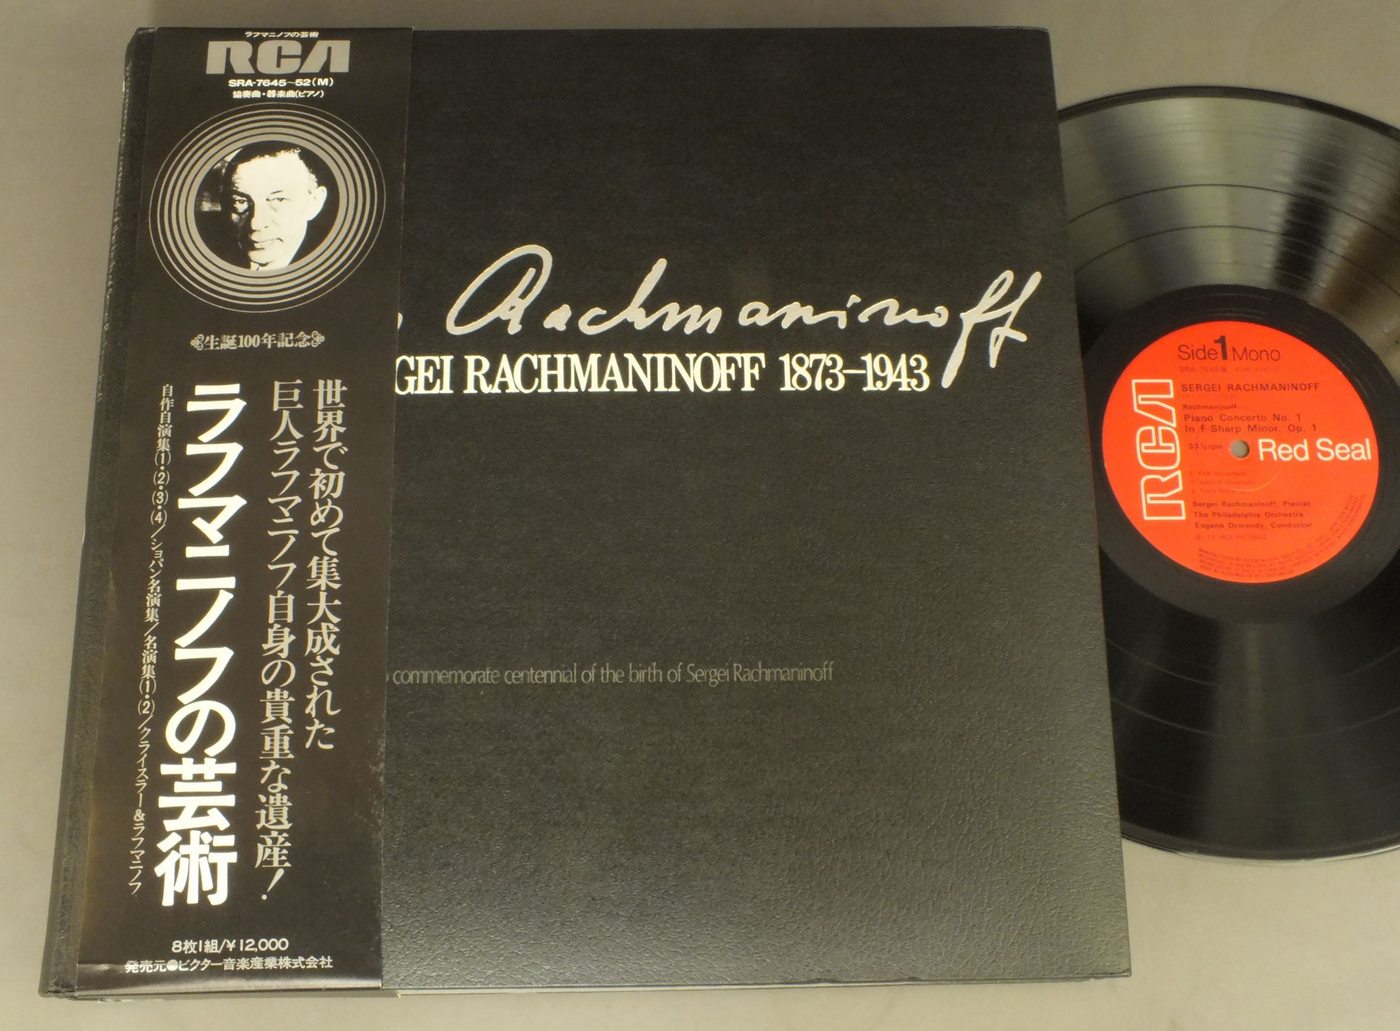 ラフマニノフの芸術
RCA
SRA-7645~52(M)
協奏曲・器楽曲(ピアノ)
生誕100年記念
世界で初めて集大成された
巨人ラフマニノフ自身の貴重な遺産!
ラフマニノフの芸術
自作自演集(1・2・3・4)/ショパン名演集/名演集(1・2)/クライスラー&ラフマニノフ
8枚1組/¥12,000
発売元●ビクター音楽産業株式会社
Rachmaninoff
GEI RACHMANINOFF 1873–1943
commemorate centennial of the birth of Sergei Rachmaninoff
Side 1 Mono
SRA-7645
SERGEI RACHMANINOFF
Rachmaninoff
Piano Concerto No. 1
In F-Sharp Minor, Op. 1
33⅓ rpm
RCA
Red Seal
Sergei Rachmaninoff, Pianist
The Philadelphia Orchestra
Eugene Ormandy, Conductor